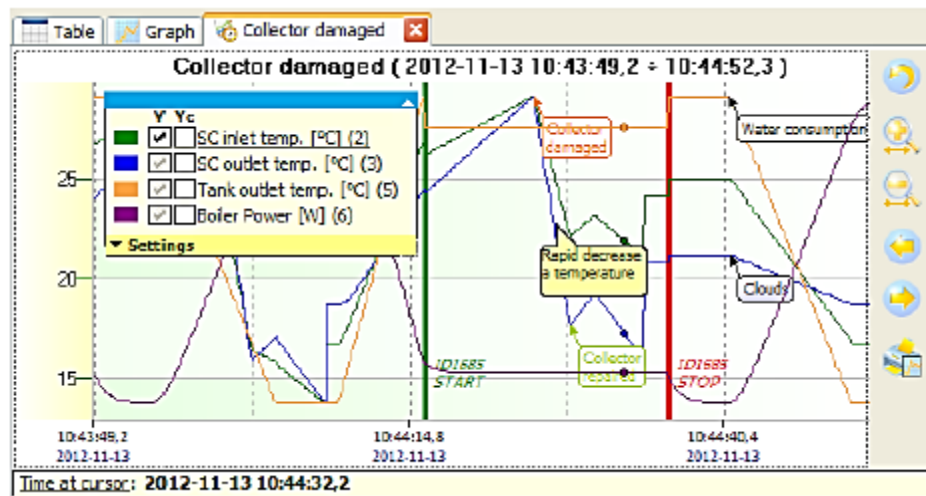 Table Graph Collector damaged
Collector damaged ( 2012-11-13 10:43:49,2 ÷ 10:44:52,3 )
Y Yc
SC inlet temp. [ºC] (2)
SC outlet temp. [ºC] (3)
Tank outlet temp. [ºC] (5)
Boiler Power [W] (6)
Settings
Collector
damaged
Water consumption
25
Rapid decrease
a temperature
20
Clouds
Collector
repaired
ID1685
START
ID1685
STOP
15
10:43:49,2
2012-11-13
10:44:14,8
2012-11-13
10:44:40,4
2012-11-13
Time at cursor: 2012-11-13 10:44:32,2